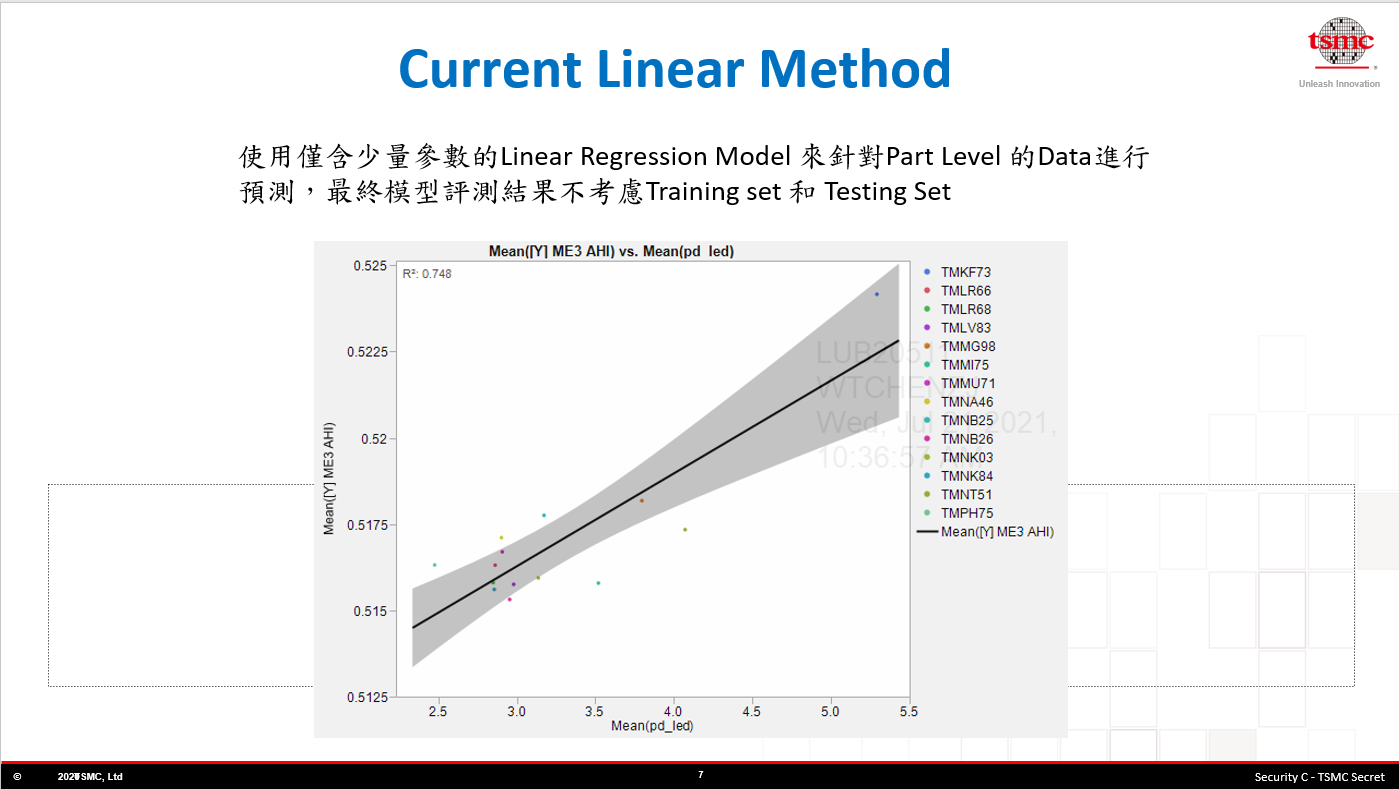 tsmc
Unleash Innovation
Current Linear Method
使用僅含少量參數的Linear Regression Model 來針對Part Level 的Data進行
預測，最終模型評測結果不考慮Training set 和 Testing Set
Mean([Y] ME3 AHI) vs. Mean(pd_led)
R²: 0.748
0.525
0.5225
0.52
0.5175
0.515
0.5125
Mean([Y] ME3 AHI)
2.5 3.0 3.5 4.0 4.5 5.0 5.5
Mean(pd_led)
TMKF73
TMLR66
TMLR68
TMLV83
TMMG98
TMMI75
TMMU71
TMNA46
TMNB25
TMNB26
TMNK03
TMNK84
TMNT51
TMPH75
Mean([Y] ME3 AHI)
Wed, Jul 21 2021,
10:36:57 AM
©
TSMC, Ltd
7
Security C - TSMC Secret